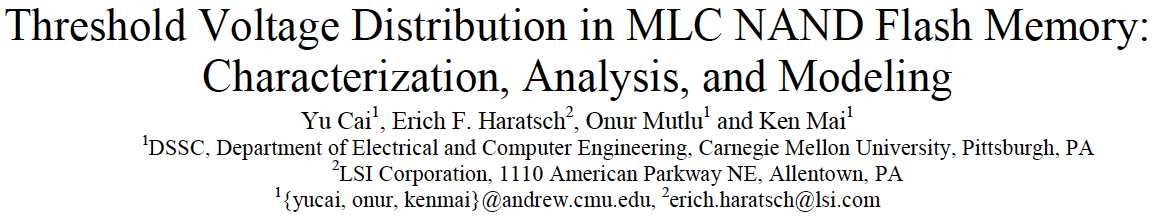 Threshold Voltage Distribution in MLC NAND Flash Memory:
Characterization, Analysis, and Modeling
Yu Cai¹, Erich F. Haratsch², Onur Mutlu¹ and Ken Mai¹
¹DSSC, Department of Electrical and Computer Engineering, Carnegie Mellon University, Pittsburgh, PA
²LSI Corporation, 1110 American Parkway NE, Allentown, PA
¹{yucai, onur, kenmai}@andrew.cmu.edu, ²erich.haratsch@lsi.com